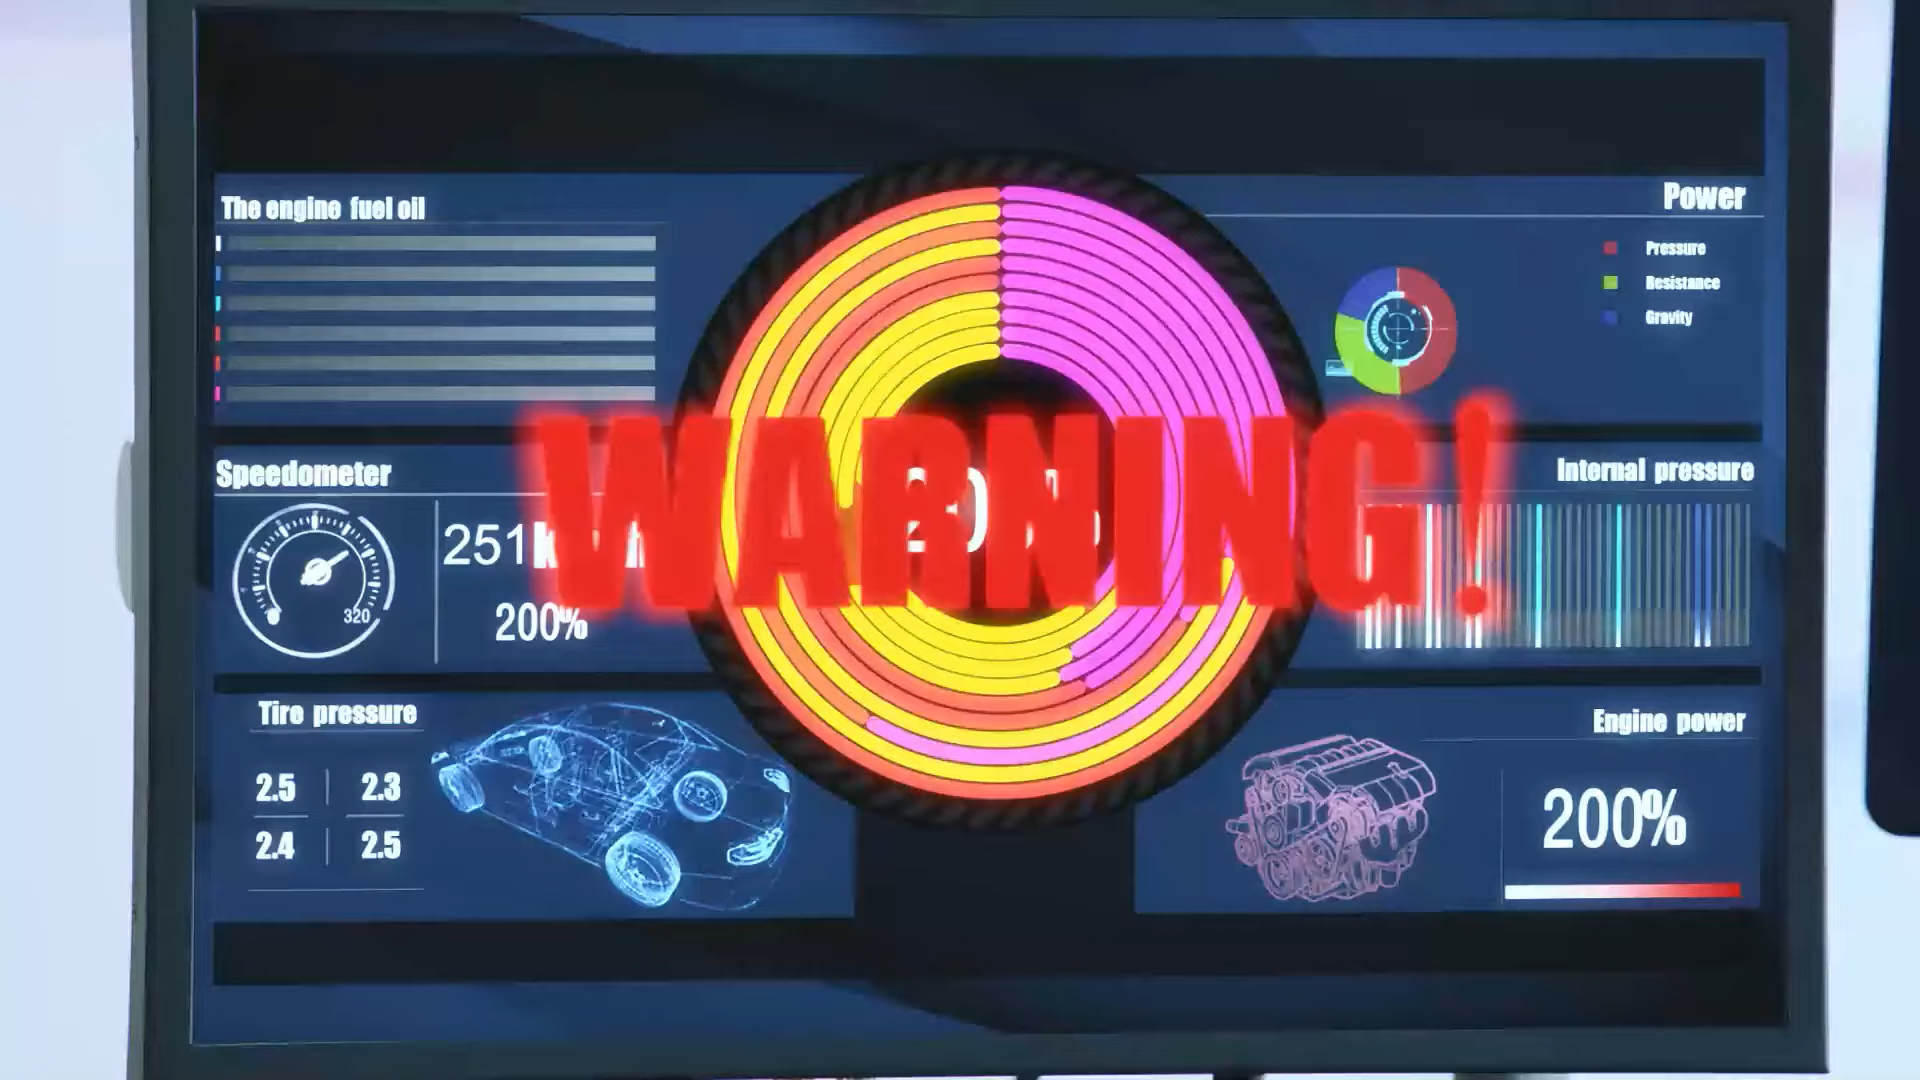 The engine fuel oil
Power
Pressure
Resistance
Gravity
WARNING!
Speedometer
251
320
200%
Internal pressure
Tire pressure
2.5 2.3
2.4 2.5
Engine power
200%